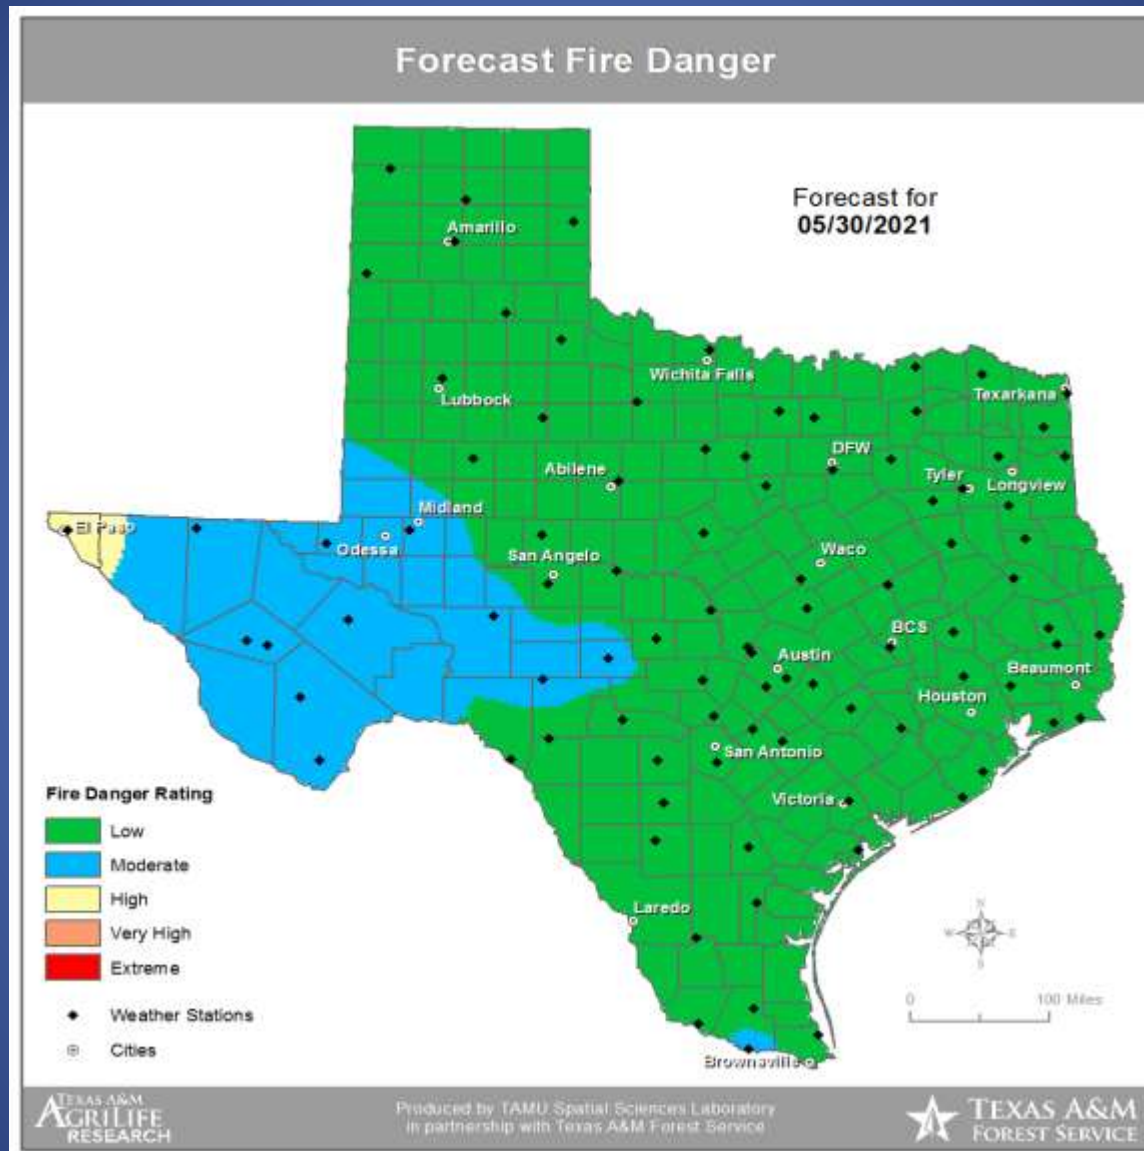 Forecast Fire Danger
Forecast for
05/30/2021
Amarillo
Wichita Falls
Lubbock
Texarkana
DFW
Abilene
Tyler
Longview
Midland
El Paso
Odessa
San Angelo
Waco
BCS
Austin
Beaumont
Houston
San Antonio
Victoria
Laredo
Brownsville
Fire Danger Rating
Low
Moderate
High
Very High
Extreme
Weather Stations
Cities
N
W E
S
0 100 Miles
TEXAS A&M
AGRILIFE
RESEARCH
Produced by TAMU Spatial Sciences Laboratory
in partnership with Texas A&M Forest Service
TEXAS A&M
FOREST SERVICE